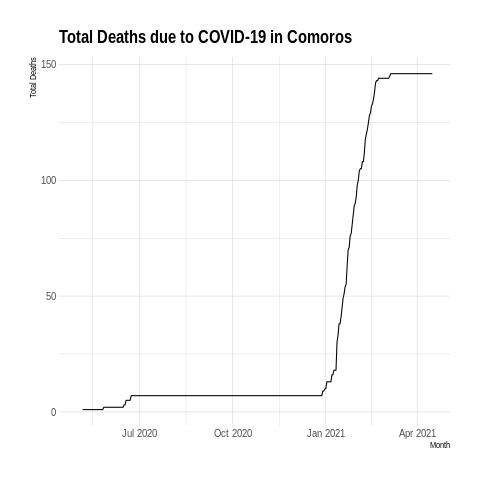 Total Deaths due to COVID-19 in Comoros
Total Deaths
150
100
50
0
Jul 2020 Oct 2020 Jan 2021 Apr 2021
Month